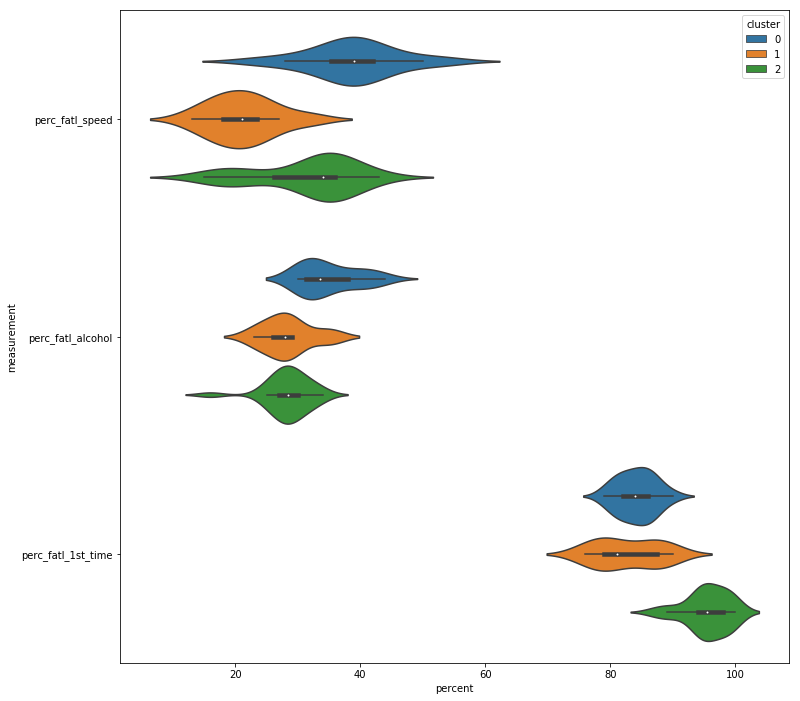 cluster
0
1
2
perc_fatl_speed
perc_fatl_alcohol
perc_fatl_1st_time
measurement
20 40 60 80 100
percent